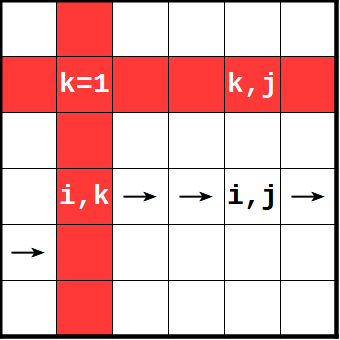 k=1 k,j
i,k → → i,j →
→